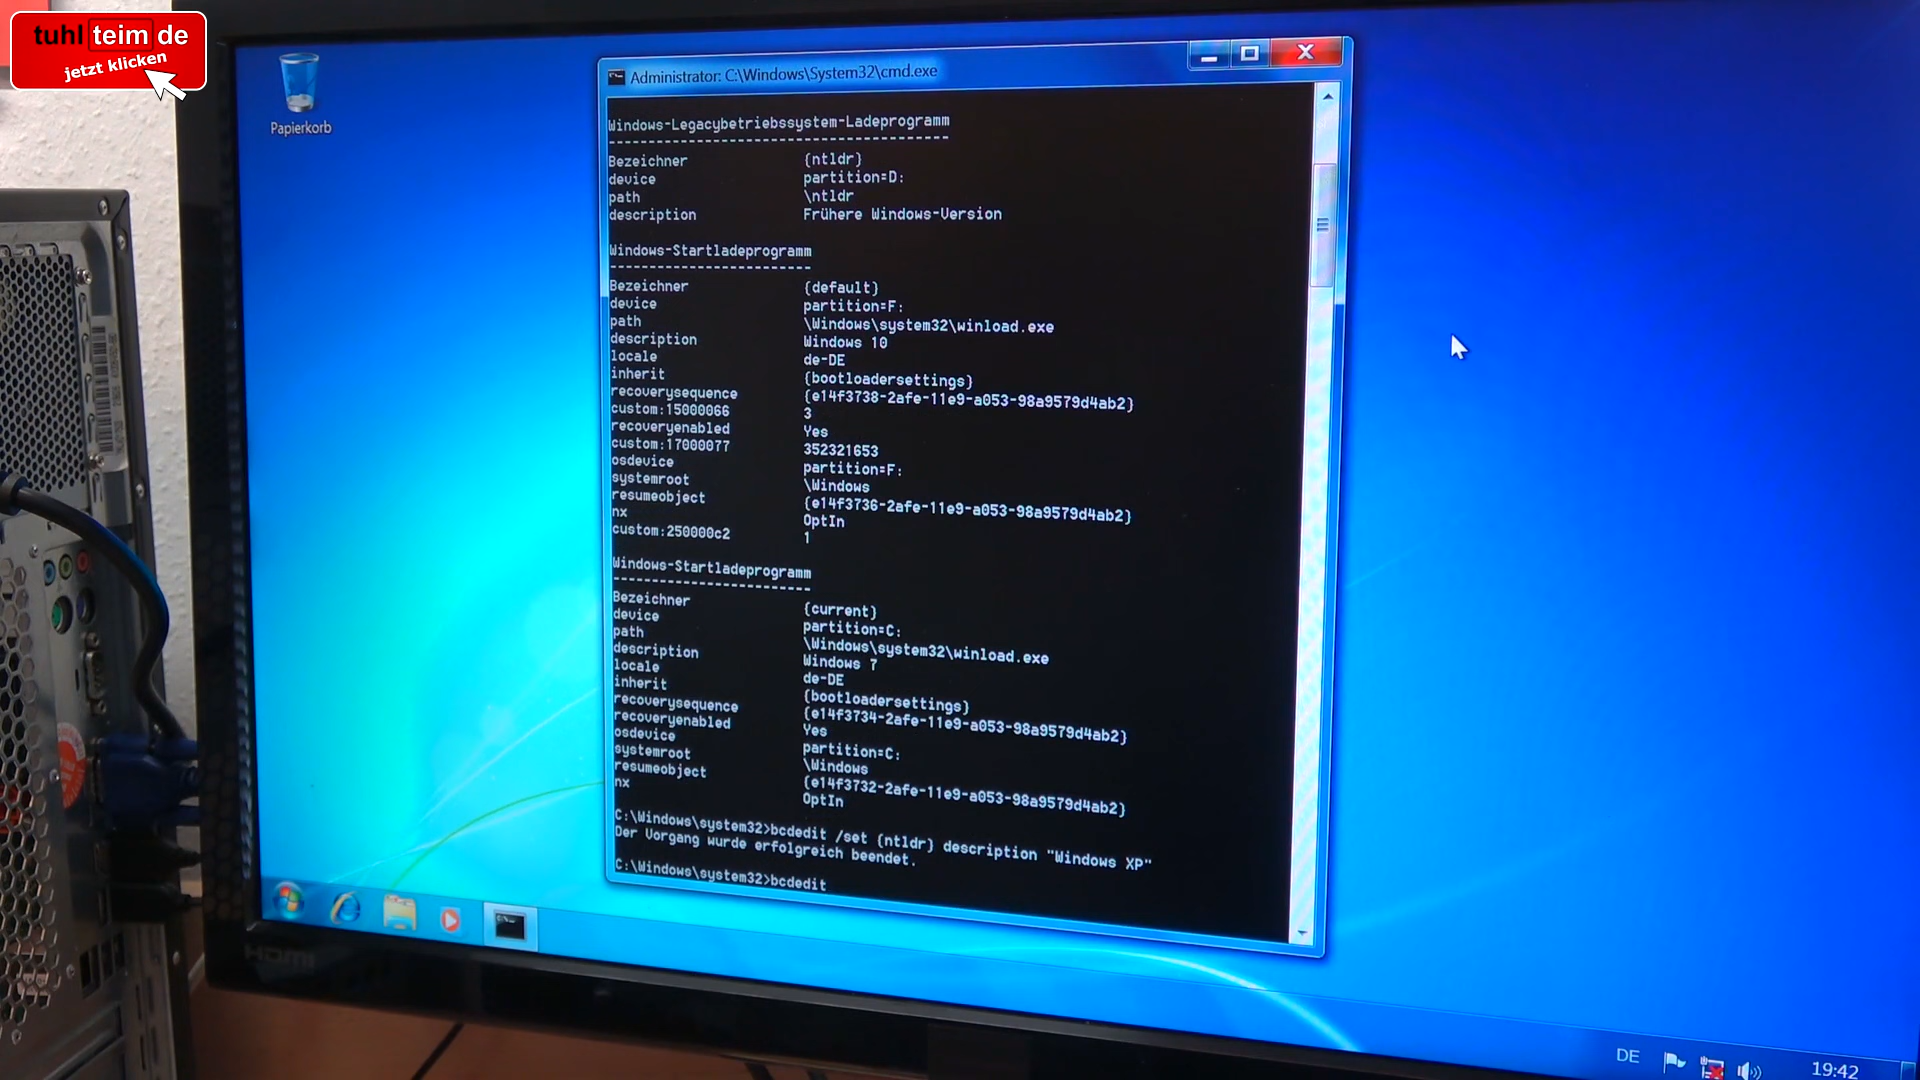 tuhl teim de
jetzt klicken
Papierkorb
Administrator: C:\Windows\System32\cmd.exe
Windows-Legacybetriebssystem-Ladeprogramm
-----------------------------------------
Bezeichner {ntldr}
device partition=D:
path \ntldr
description Frühere Windows-Version
Windows-Startladeprogramm
-------------------------
Bezeichner {default}
device partition=F:
path \Windows\system32\winload.exe
description Windows 10
locale de-DE
inherit {bootloadersettings}
recoverysequence {e14f3738-2afe-11e9-a053-98a9579d4ab2}
custom:15000066 3
recoveryenabled Yes
custom:17000077 352321653
osdevice partition=F:
systemroot \Windows
resumeobject {e14f3736-2afe-11e9-a053-98a9579d4ab2}
nx OptIn
custom:250000c2 1
Windows-Startladeprogramm
-------------------------
Bezeichner {current}
device partition=C:
path \Windows\system32\winload.exe
description Windows 7
locale de-DE
inherit {bootloadersettings}
recoverysequence {e14f3734-2afe-11e9-a053-98a9579d4ab2}
recoveryenabled Yes
osdevice partition=C:
systemroot \Windows
resumeobject {e14f3732-2afe-11e9-a053-98a9579d4ab2}
nx OptIn
C:\Windows\system32>bcdedit /set {ntldr} description "Windows XP"
Der Vorgang wurde erfolgreich beendet.
C:\Windows\system32>bcdedit
HDMI
DE
19:42